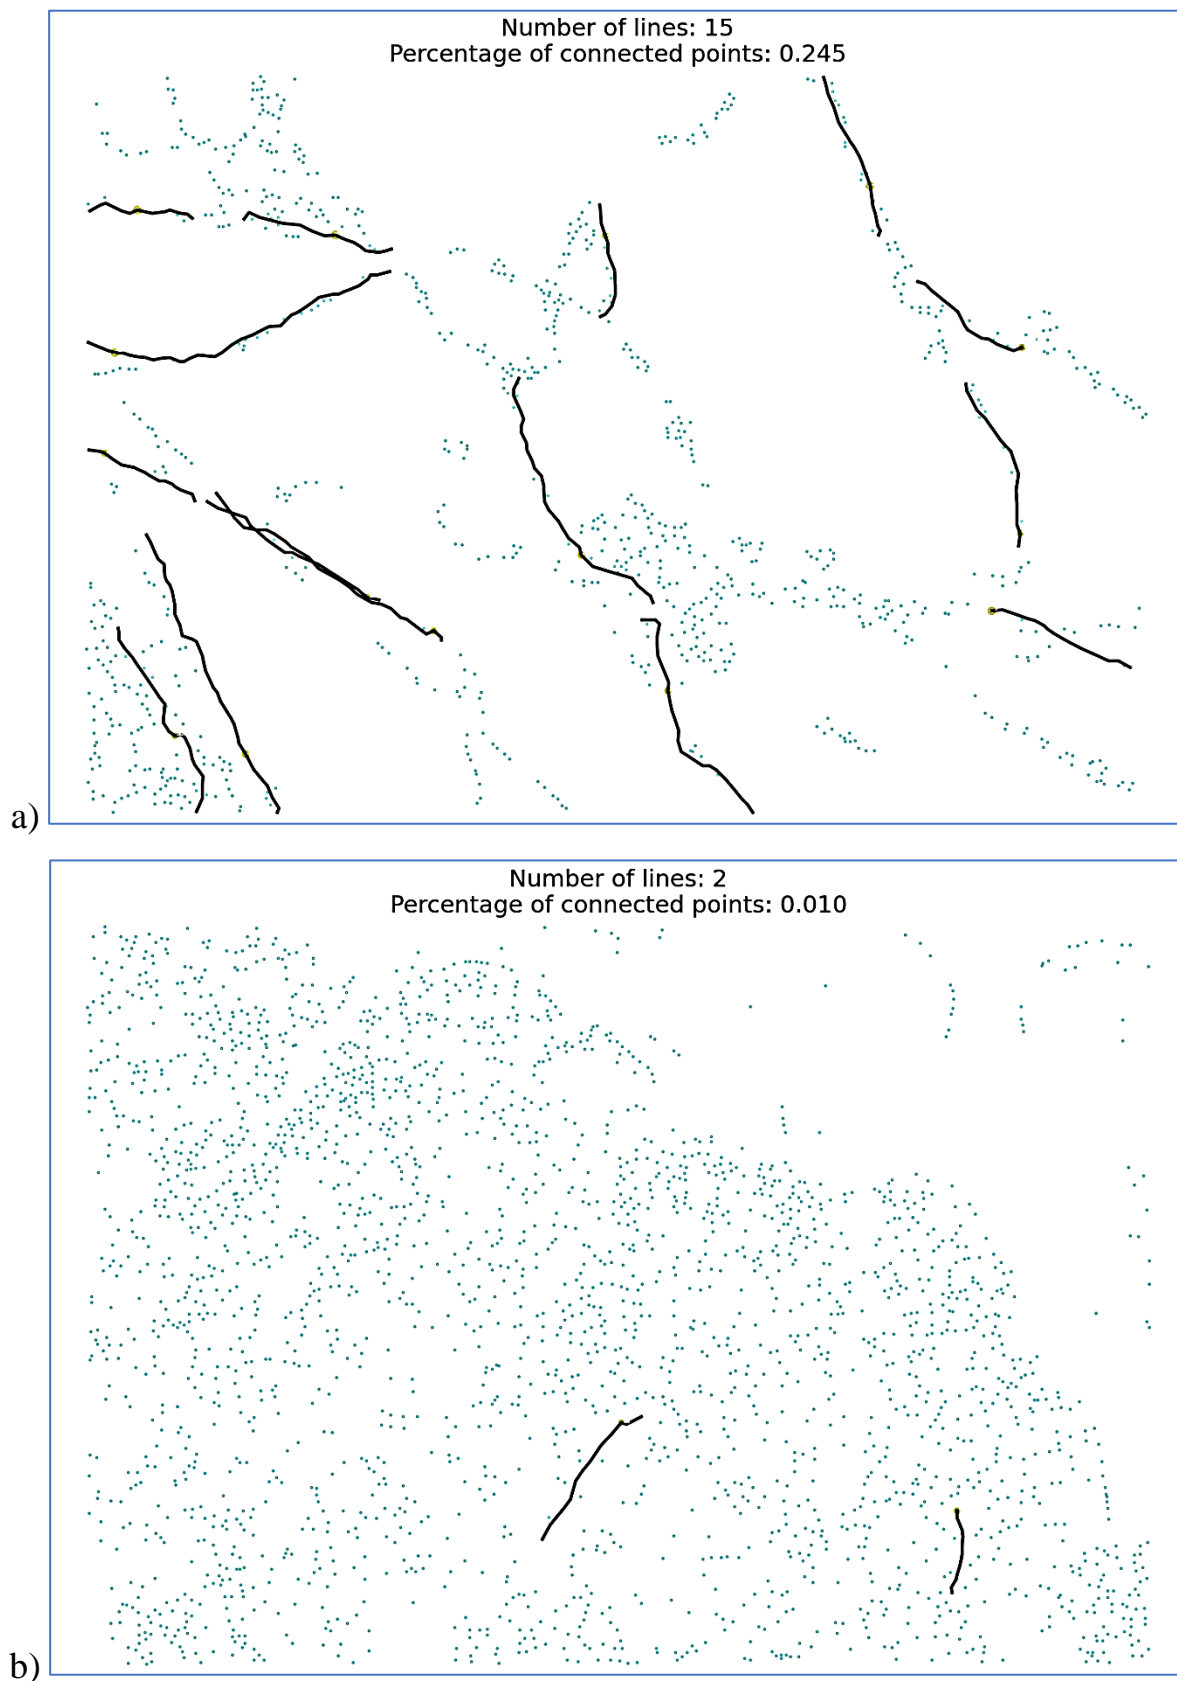 Number of lines: 15
Percentage of connected points: 0.245
a)
Number of lines: 2
Percentage of connected points: 0.010
b)